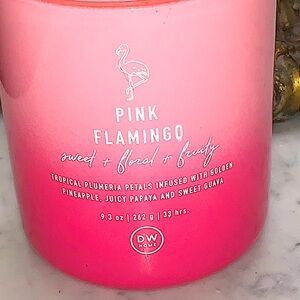 PINK
FLAMINGO
sweet + floral + fruity
TROPICAL PLUMERIA PETALS INFUSED WITH GOLDEN
PINEAPPLE, JUICY PAPAYA AND SWEET GUAVA
9.3 oz | 262 g | 33 hrs.
DW
HOME